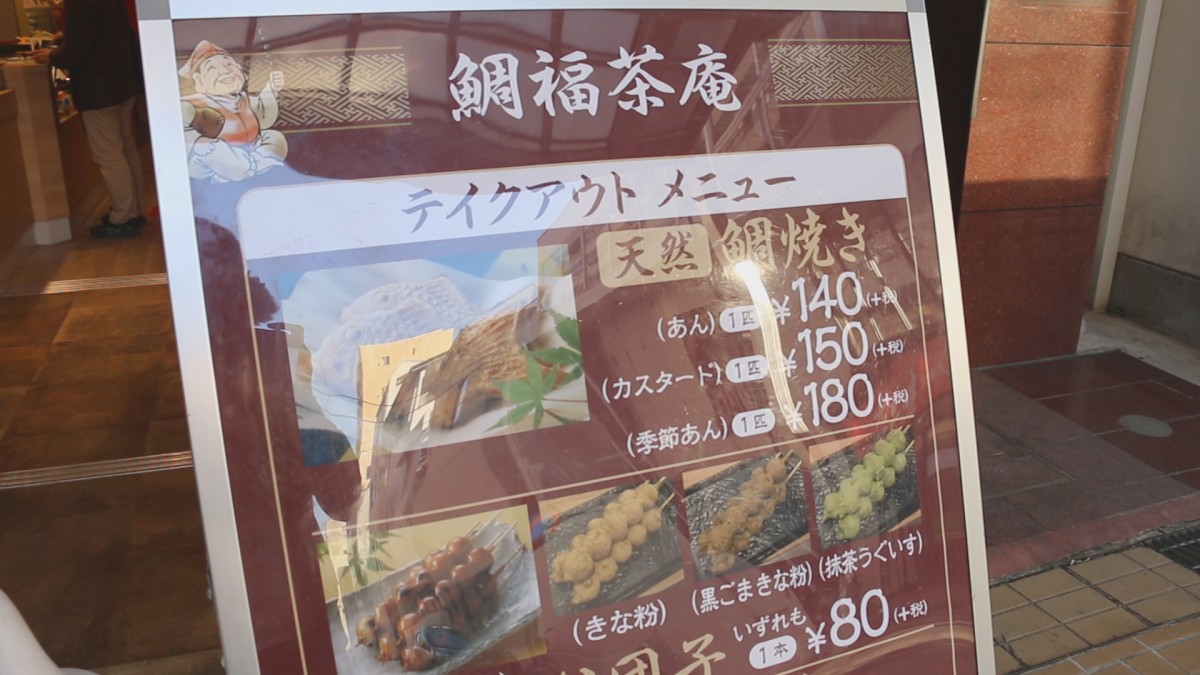 鯛福茶庵
テイクアウト メニュー
天然 鯛焼き
(あん) 1匹 ¥140 (+税)
(カスタード) 1匹 ¥150 (+税)
(季節あん) 1匹 ¥180 (+税)
(きな粉) (黒ごまきな粉) (抹茶うぐいす)
団子 いずれも 1本 ¥80 (+税)